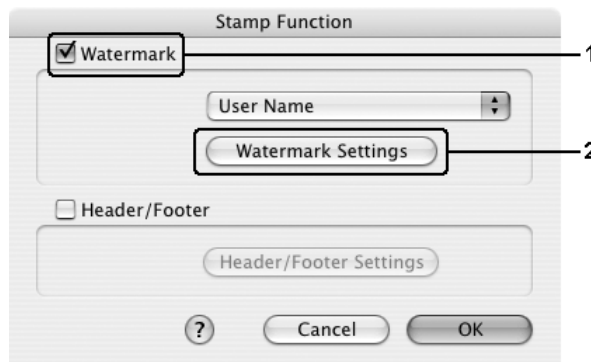 Stamp Function
Watermark
1
User Name
Watermark Settings
2
Header/Footer
Header/Footer Settings
?
Cancel
OK